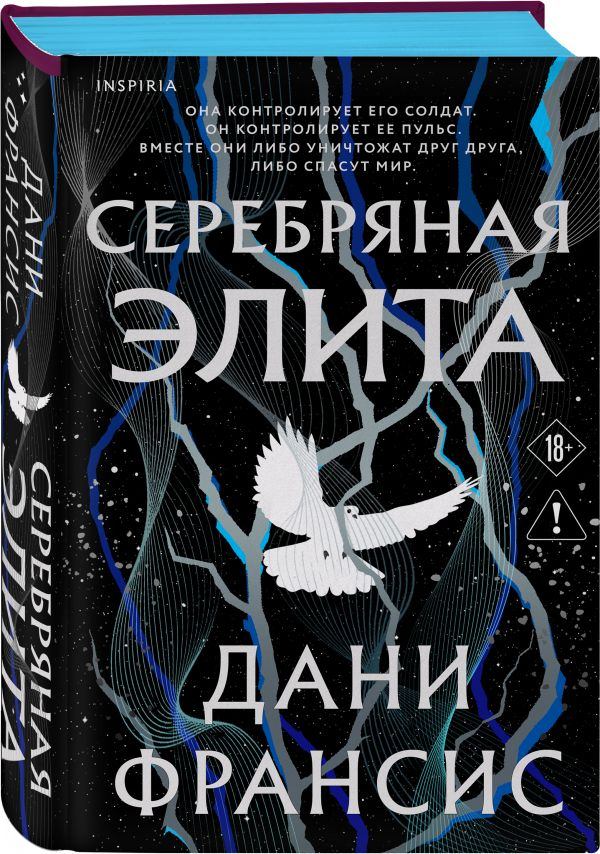 INSPIRIA
ОНА КОНТРОЛИРУЕТ ЕГО СОЛДАТ.
ОН КОНТРОЛИРУЕТ ЕЕ ПУЛЬС.
ВМЕСТЕ ОНИ ЛИБО УНИЧТОЖАТ ДРУГ ДРУГА,
ЛИБО СПАСУТ МИР.
СЕРЕБРЯНАЯ
ЭЛИТА
18+
!
ДАНИ
ФРАНСИС
ДАНИ
ФРАНСИС
СЕРЕБРЯНАЯ
ЭЛИТА